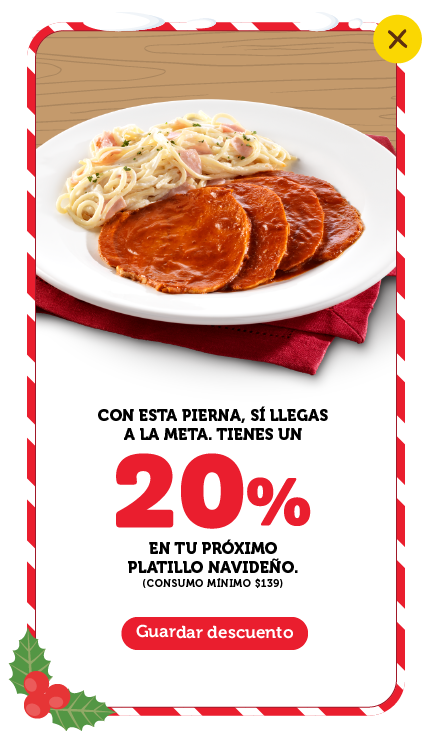 CON ESTA PIERNA, SÍ LLEGAS
A LA META. TIENES UN
20%
EN TU PRÓXIMO
PLATILLO NAVIDEÑO.
(CONSUMO MÍNIMO $139)
Guardar descuento